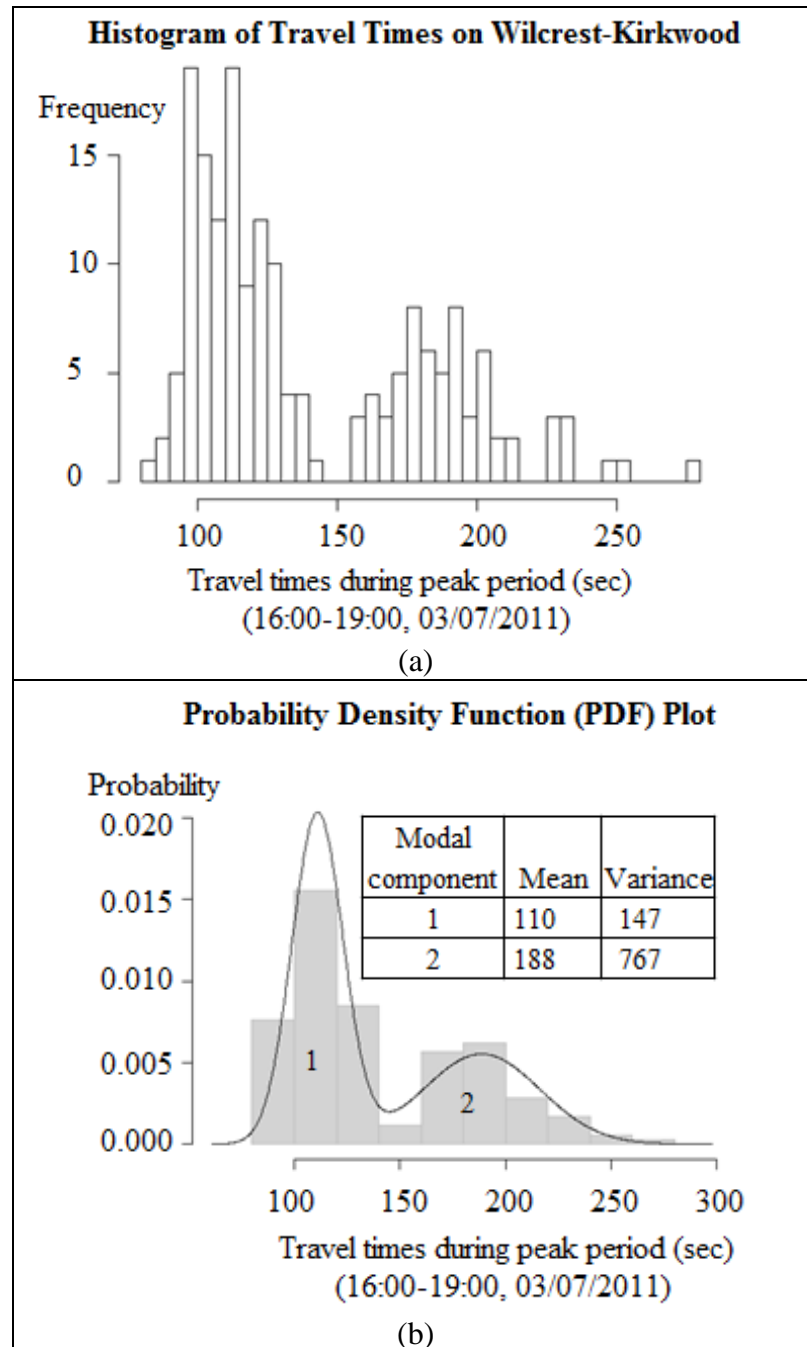 Histogram of Travel Times on Wilcrest-Kirkwood
Frequency
15
10
5
0
100 150 200 250
Travel times during peak period (sec)
(16:00-19:00, 03/07/2011)
(a)
Probability Density Function (PDF) Plot
Probability
0.020
0.015
0.010
0.005
0.000
Modal
component Mean Variance
1 110 147
2 188 767
1
2
100 150 200 250 300
Travel times during peak period (sec)
(16:00-19:00, 03/07/2011)
(b)